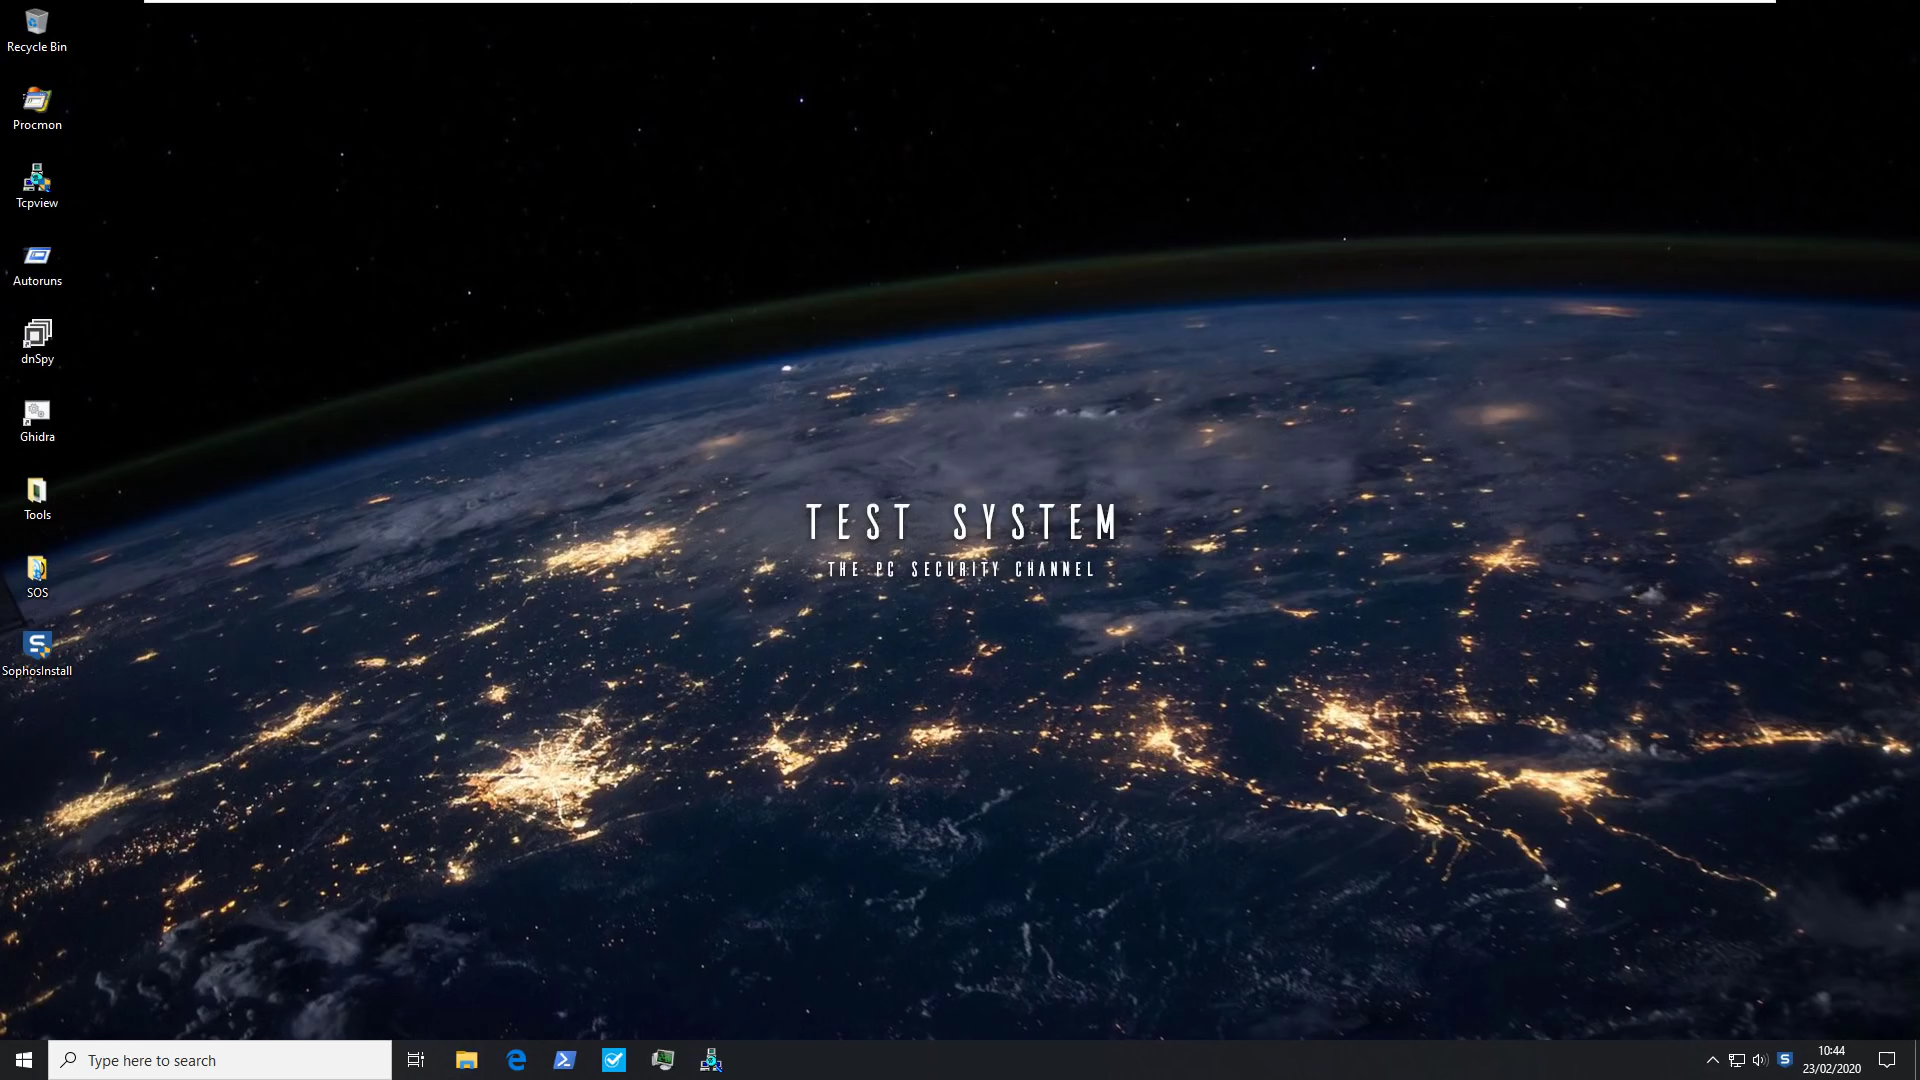 Recycle Bin
Procmon
Tcpview
Autoruns
dnSpy
Ghidra
Tools
SOS
SophosInstall
TEST SYSTEM
THE PC SECURITY CHANNEL
Type here to search
10:44
23/02/2020